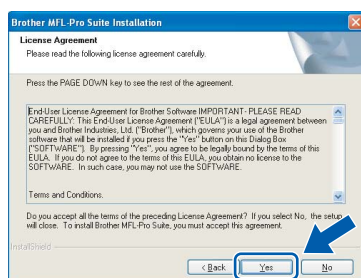 Brother MFL-Pro Suite Installation
License Agreement
Please read the following license agreement carefully.
Press the PAGE DOWN key to see the rest of the agreement.
End-User License Agreement for Brother Software IMPORTANT- PLEASE READ
CAREFULLY: This End-User License Agreement ("EULA") is a legal agreement between
you and Brother Industries, Ltd. ("Brother"), which governs your use of the Brother
software that will be installed if you press the "Yes" button on this Dialog Box
("SOFTWARE"). By pressing "Yes", you agree to be legally bound by the terms of this
EULA. If you do not agree to the terms of this EULA, you obtain no license to the
SOFTWARE. In such case, you may not use the SOFTWARE.
Terms and Conditions.
Do you accept all the terms of the preceding License Agreement? If you select No, the setup
will close. To install Brother MFL-Pro Suite, you must accept this agreement.
InstallShield
< Back
Yes
No